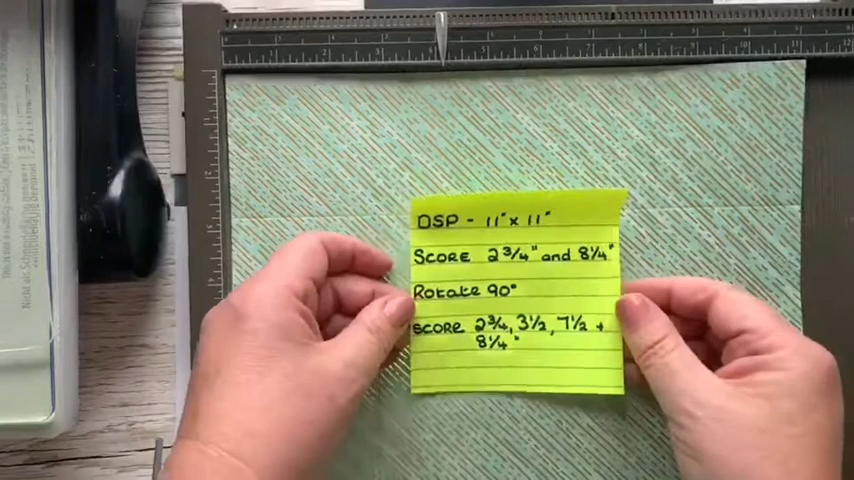 DSP - 11" x 11"
SCORE 2 3/4" and 8 1/4"
ROTATE 90°
SCORE 2 3/4, 3 1/2, 7 1/2 +
8 1/4"